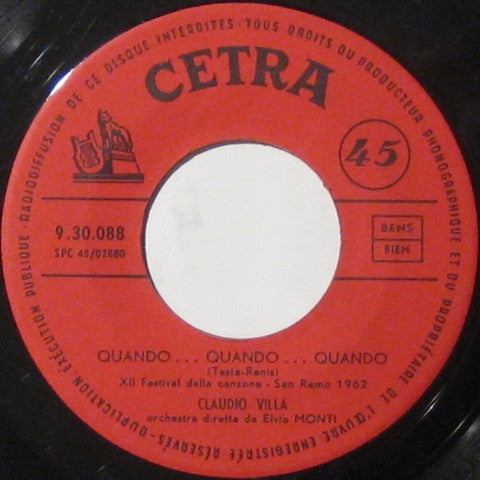 EXÉCUTION PUBLIQUE · RADIODIFFUSION DE CE DISQUE INTERDITES · TOUS DROITS DU PRODUCTEUR PHONOGRAPHIQUE ET DU PROPRIÉTAIRE DE L'ŒUVRE ENREGISTRÉE RÉSERVÉS · DUPLICATION
CETRA
45
9.30.088
SPC 45/02880
BENS
BIEM
QUANDO... QUANDO... QUANDO
(Testa-Renis)
XII Festival della canzone - San Remo 1962
CLAUDIO VILLA
orchestra diretta da Elvio MONTI